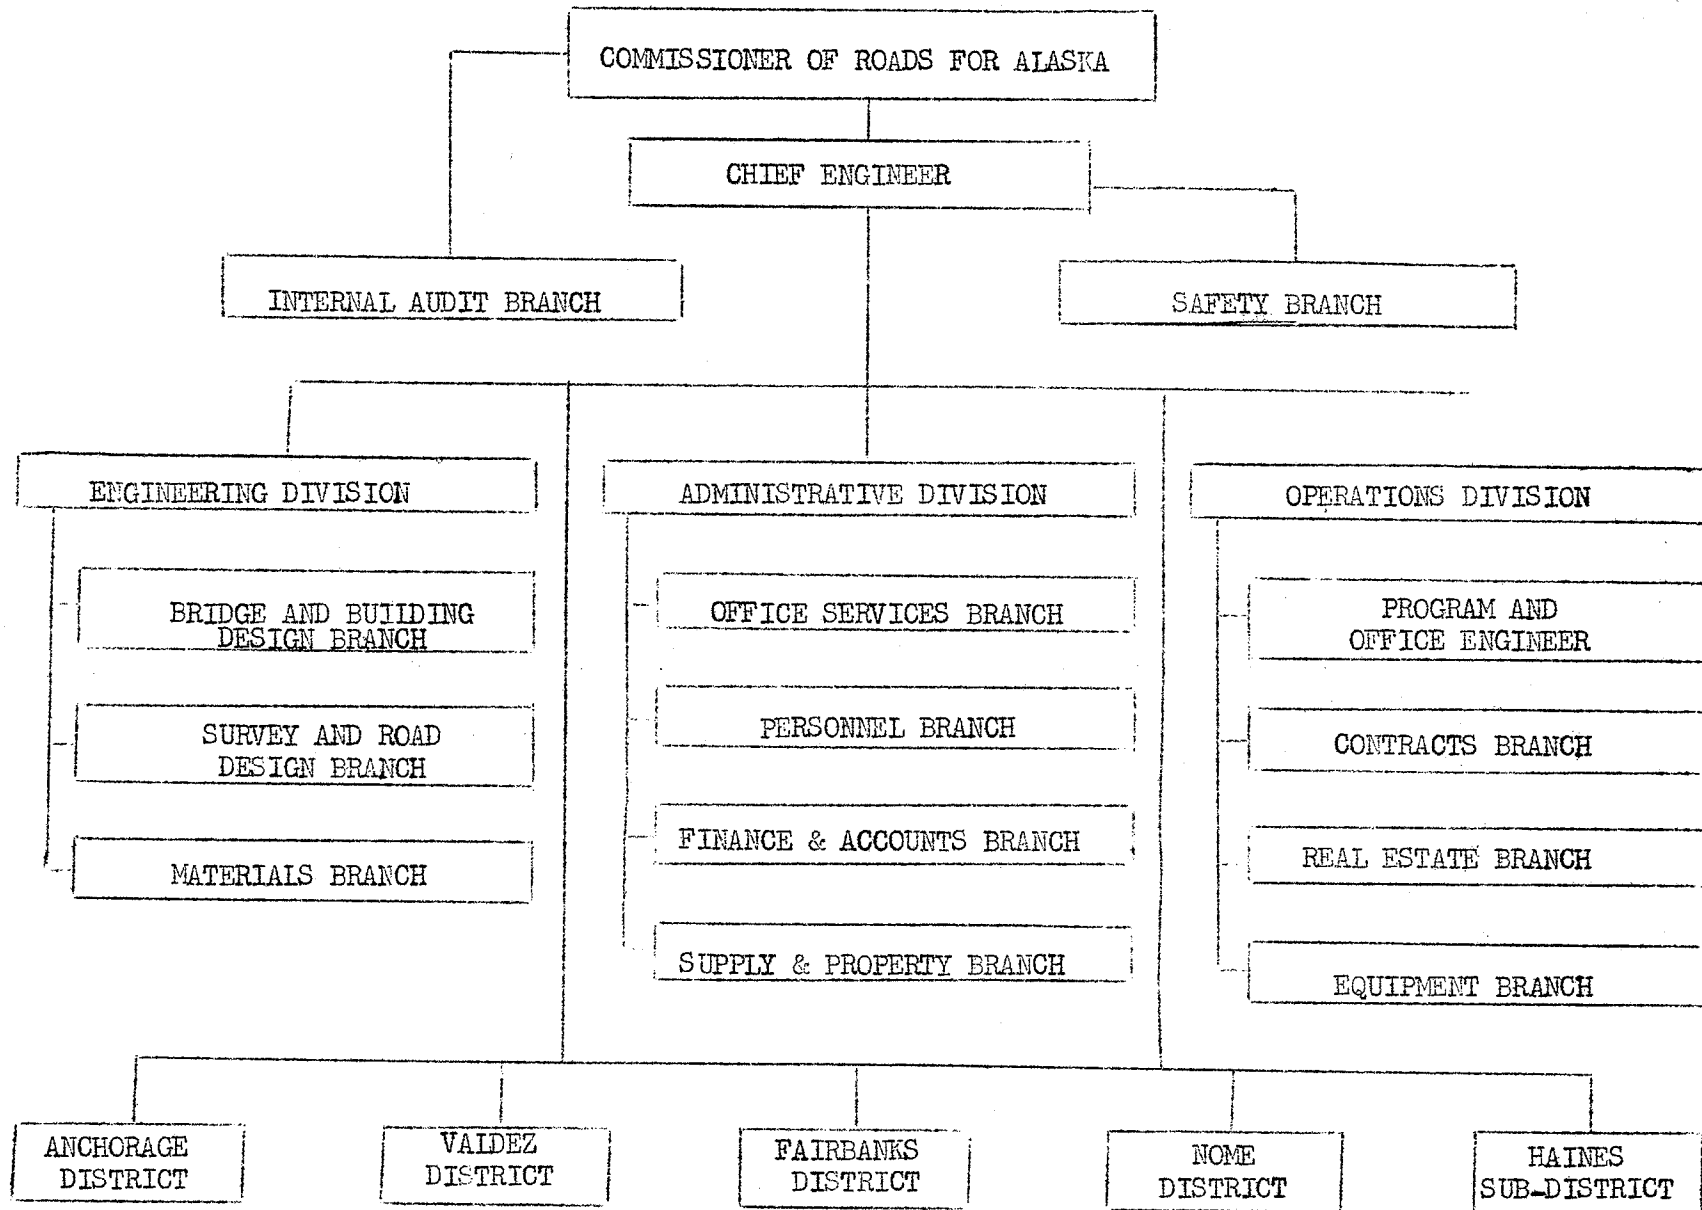 COMMISSIONER OF ROADS FOR ALASKA
CHIEF ENGINEER
INTERNAL AUDIT BRANCH
SAFETY BRANCH
ENGINEERING DIVISION
ADMINISTRATIVE DIVISION
OPERATIONS DIVISION
BRIDGE AND BUILDING
DESIGN BRANCH
SURVEY AND ROAD
DESIGN BRANCH
MATERIALS BRANCH
OFFICE SERVICES BRANCH
PERSONNEL BRANCH
FINANCE & ACCOUNTS BRANCH
SUPPLY & PROPERTY BRANCH
PROGRAM AND
OFFICE ENGINEER
CONTRACTS BRANCH
REAL ESTATE BRANCH
EQUIPMENT BRANCH
ANCHORAGE
DISTRICT
VALDEZ
DISTRICT
FAIRBANKS
DISTRICT
NOME
DISTRICT
HAINES
SUB-DISTRICT